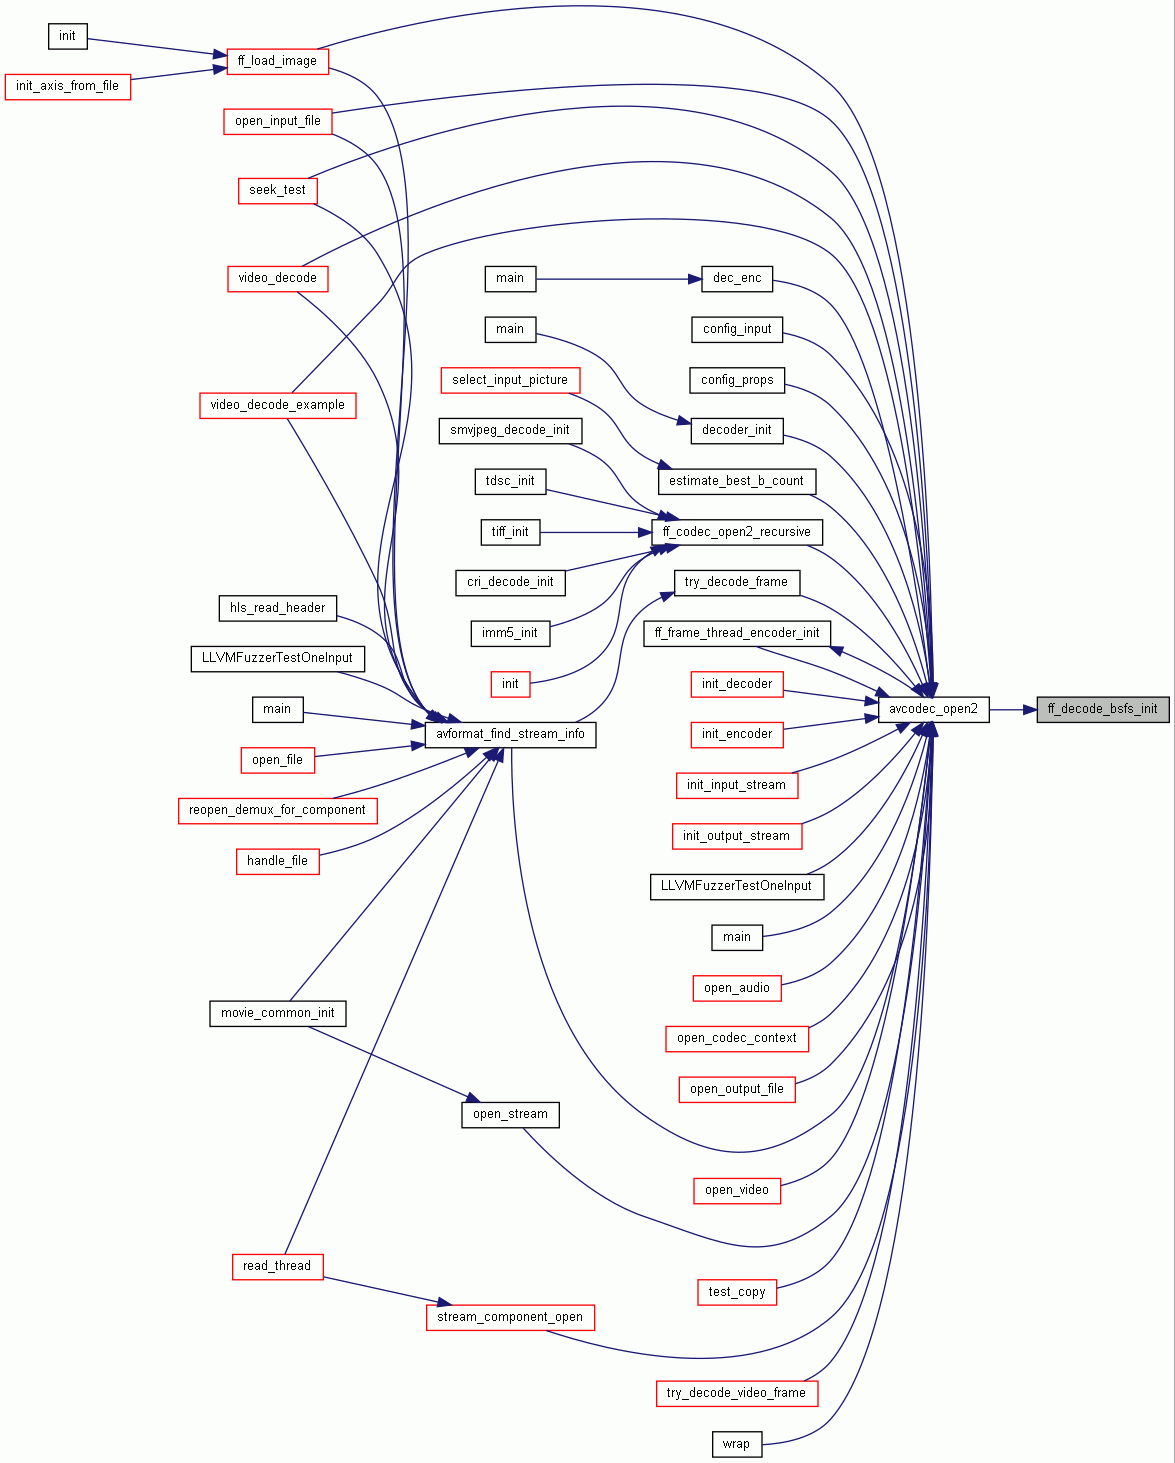 init
ff_load_image
init_axis_from_file
open_input_file
seek_test
video_decode
main
dec_enc
main
config_input
select_input_picture
config_props
video_decode_example
smvjpeg_decode_init
decoder_init
tdsc_init
estimate_best_b_count
tiff_init
ff_codec_open2_recursive
cri_decode_init
try_decode_frame
hls_read_header
imm5_init
ff_frame_thread_encoder_init
LLVMFuzzerTestOneInput
init
init_decoder
main
avcodec_open2
ff_decode_bsfs_init
avformat_find_stream_info
init_encoder
open_file
init_input_stream
reopen_demux_for_component
init_output_stream
handle_file
LLVMFuzzerTestOneInput
main
open_audio
movie_common_init
open_codec_context
open_output_file
open_stream
open_video
read_thread
test_copy
stream_component_open
try_decode_video_frame
wrap